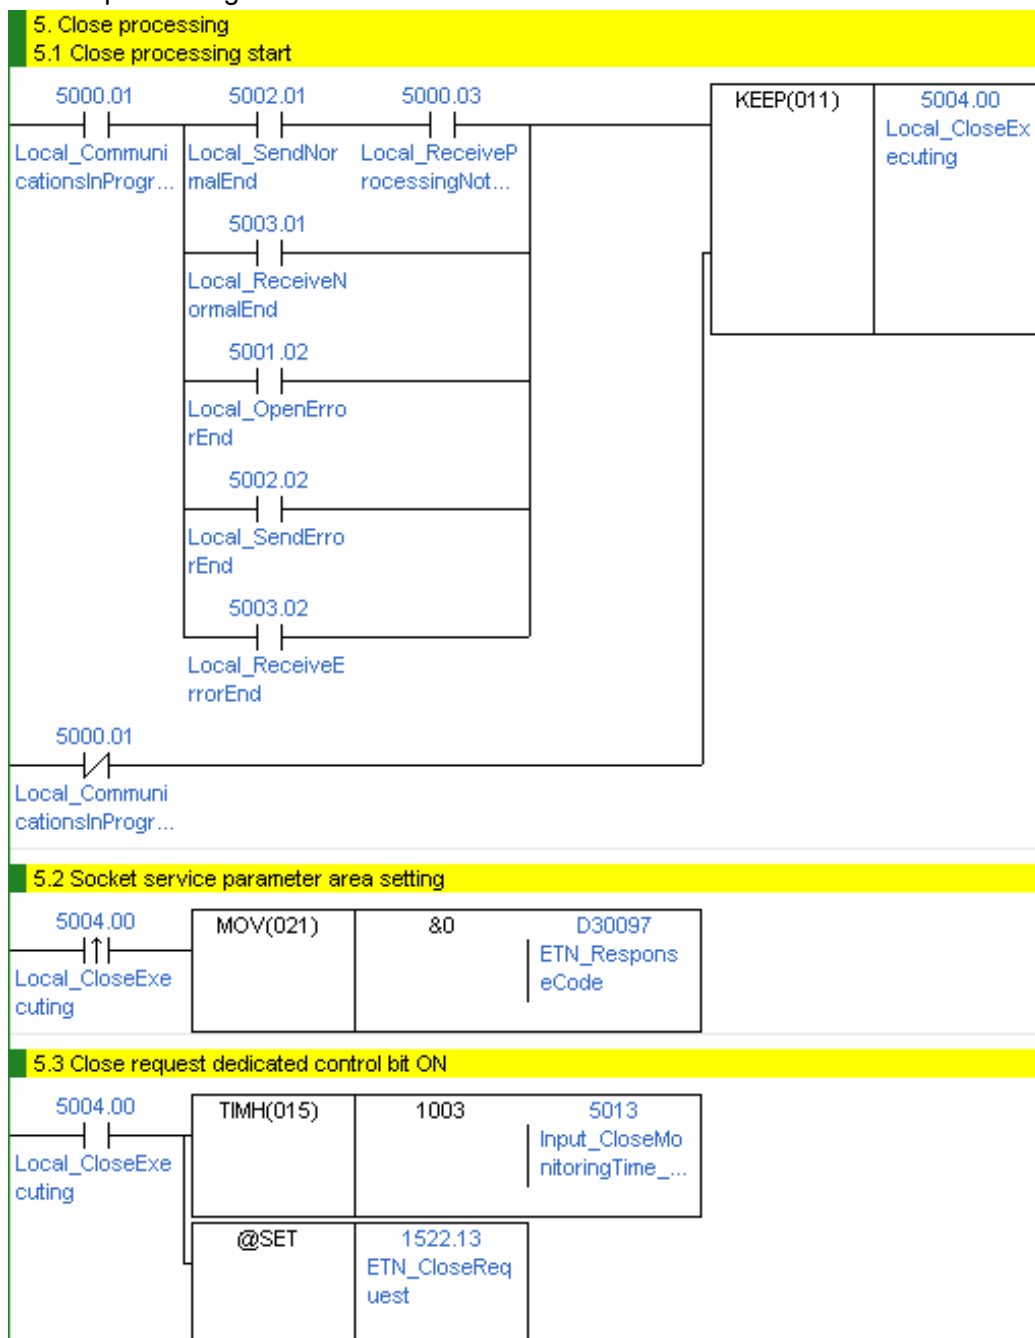 5. Close processing
5.1 Close processing start
5000.01 5002.01 5000.03 KEEP(011) 5004.00
Local_CloseEx
ecuting
Local_Communi Local_SendNor Local_ReceiveP
cationsInProgr... malEnd rocessingNot...
5003.01
Local_ReceiveN
ormalEnd
5001.02
Local_OpenErro
rEnd
5002.02
Local_SendErro
rEnd
5003.02
Local_ReceiveE
rrorEnd
5000.01
Local_Communi
cationsInProgr...
5.2 Socket service parameter area setting
5004.00 MOV(021) &0 D30097
ETN_Respons
eCode
Local_CloseExe
cuting
5.3 Close request dedicated control bit ON
5004.00 TIMH(015) 1003 5013
Input_CloseMo
nitoringTime_...
Local_CloseExe
cuting
@SET 1522.13
ETN_CloseReq
uest